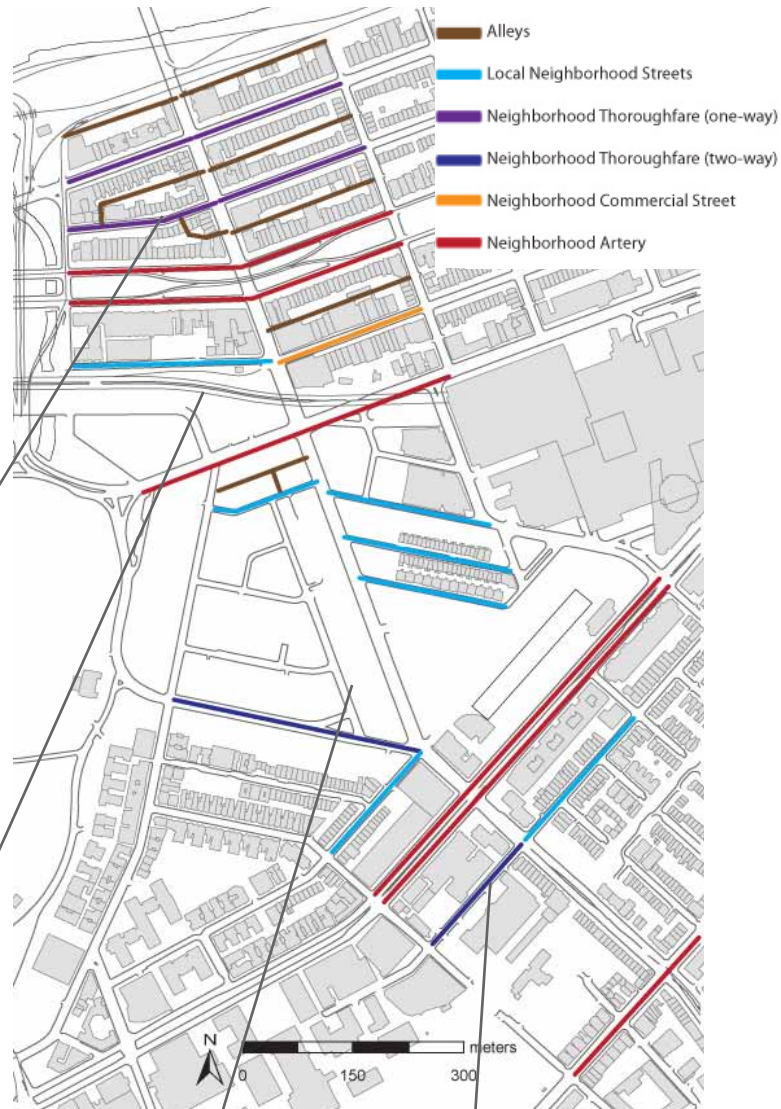 Alleys
Local Neighborhood Streets
Neighborhood Thoroughfare (one-way)
Neighborhood Thoroughfare (two-way)
Neighborhood Commercial Street
Neighborhood Artery
N
meters
0 150 300